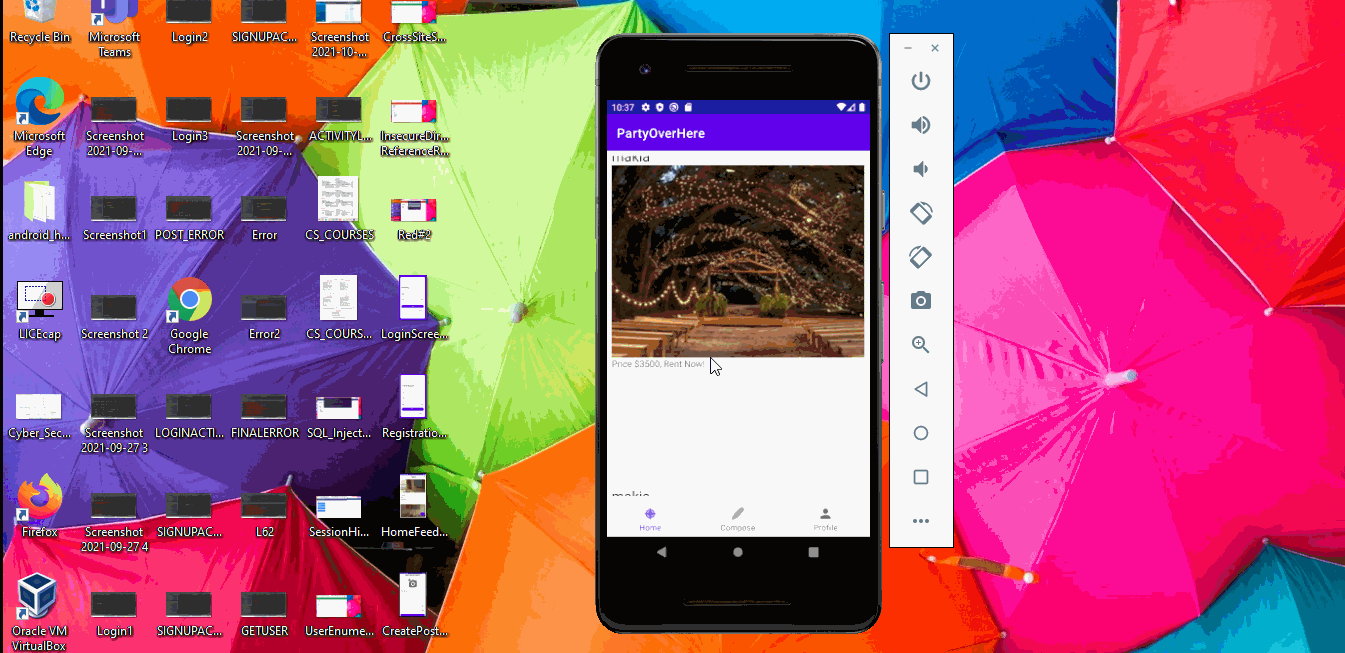 Recycle Bin
Microsoft
Teams
Login2
SIGNUPAC...
Screenshot
2021-10-...
CrossSiteS...
Microsoft
Edge
Screenshot
2021-09-...
Login3
Screenshot
2021-09-...
ACTIVITYL...
InsecureDir...
ReferenceR...
android_h...
Screenshot1
POST_ERROR
Error
CS_COURSES
Red#2
LICEcap
Screenshot 2
Google
Chrome
Error2
CS_COURS...
LoginScree...
Cyber_Sec...
Screenshot
2021-09-27 3
LOGINACTI...
FINALERROR
SQL_Inject...
Registratio...
Firefox
Screenshot
2021-09-27 4
SIGNUPAC...
L62
SessionHi...
HomeFeed...
Oracle VM
VirtualBox
Login1
SIGNUPAC...
GETUSER
UserEnume...
CreatePost...
10:37
PartyOverHere
makia
Price $3500, Rent Now!
makia
Home
Compose
Profile